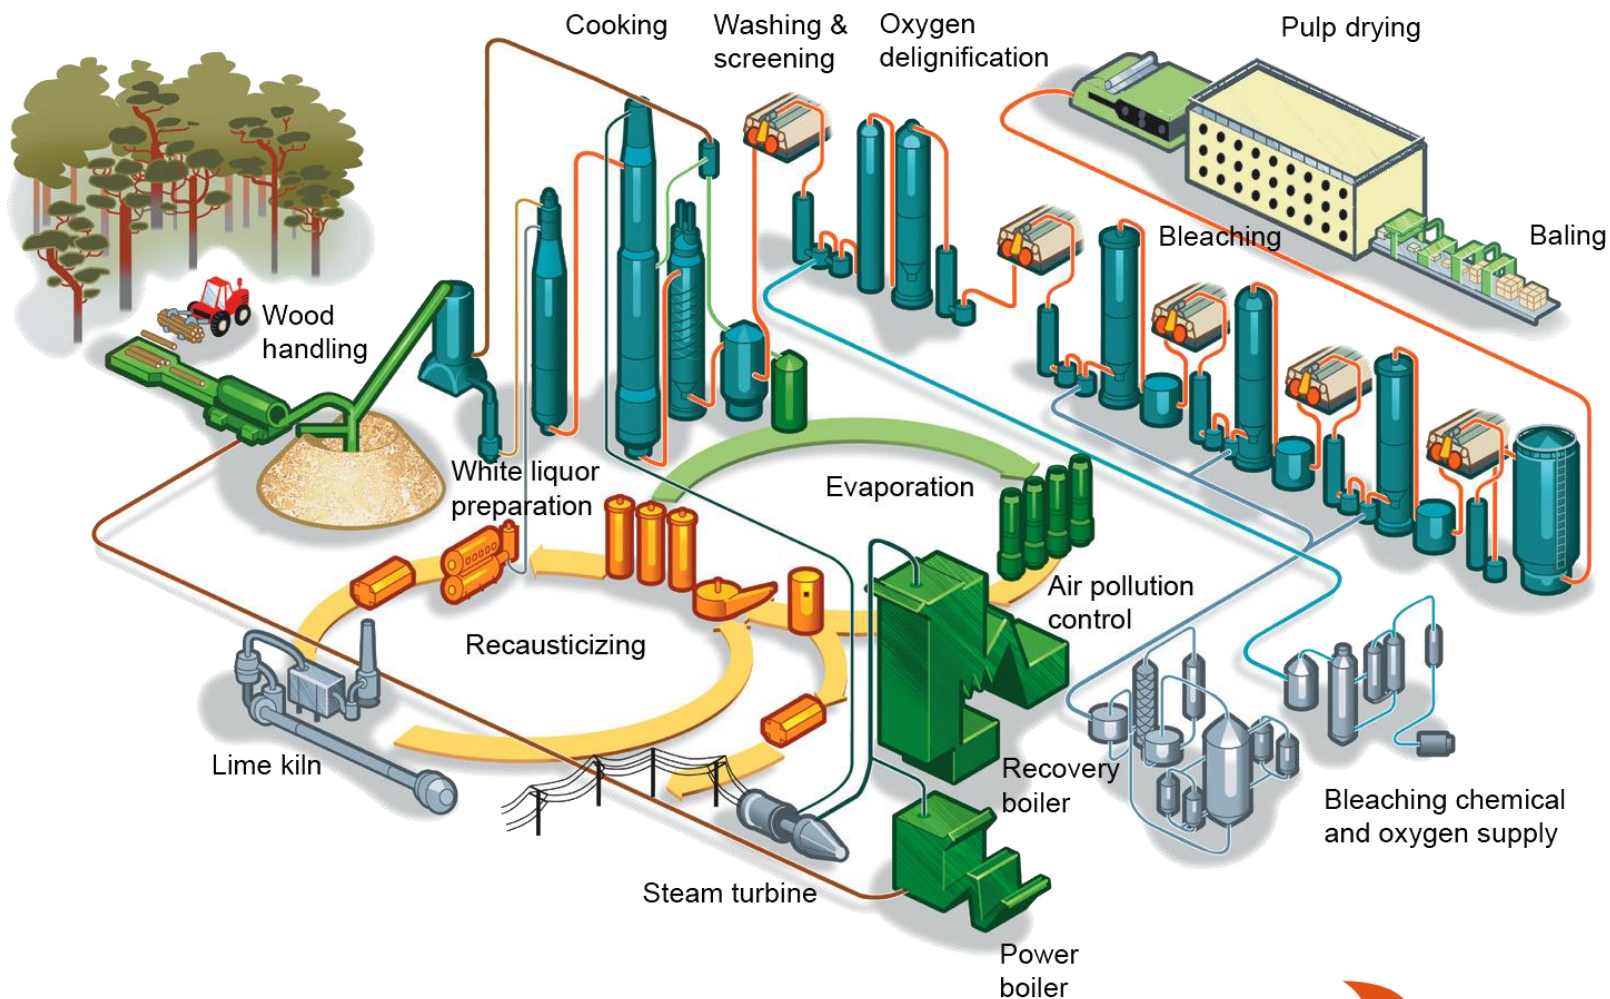 Cooking
Washing &
screening
Oxygen
delignification
Pulp drying
Bleaching
Baling
Wood
handling
White liquor
preparation
Evaporation
Air pollution
control
Recausticizing
Lime kiln
Recovery
boiler
Bleaching chemical
and oxygen supply
Steam turbine
Power
boiler